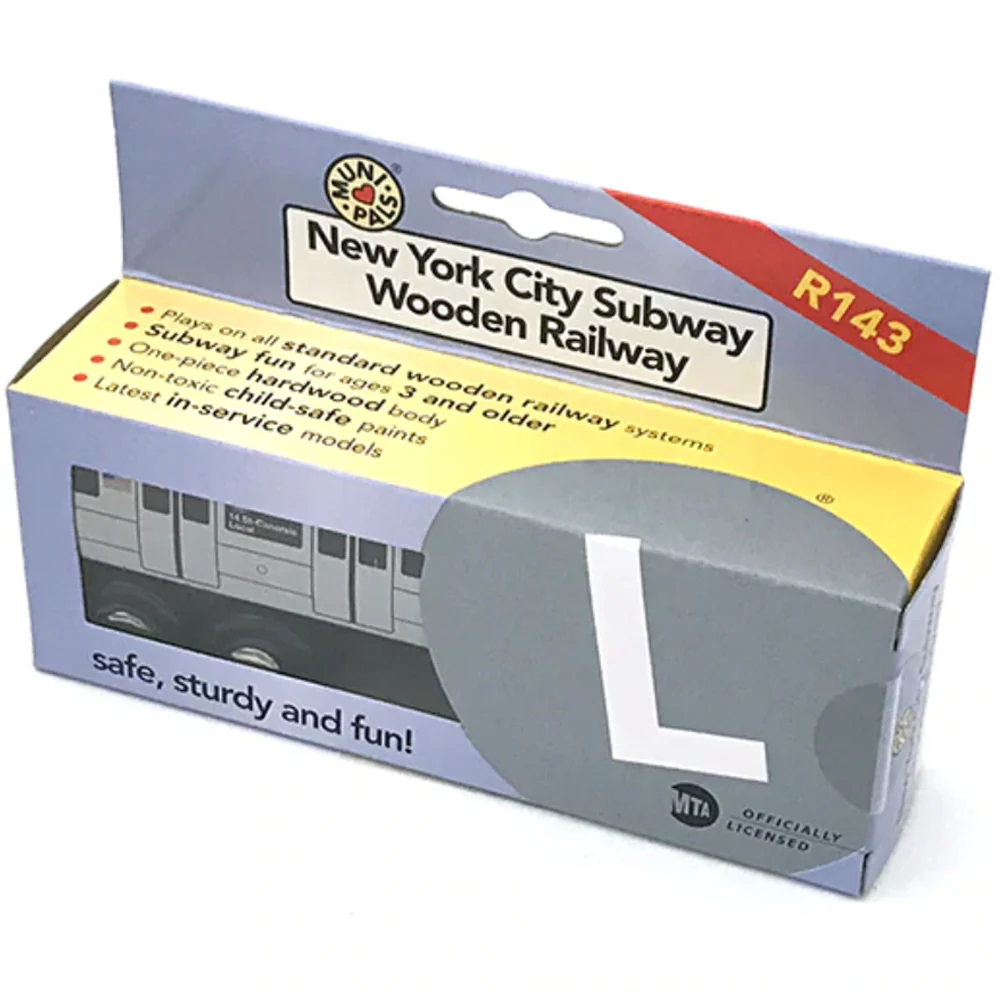 MUNI PALS ®
New York City Subway
Wooden Railway
R143
Plays on all standard wooden railway systems
Subway fun for ages 3 and older
One-piece hardwood body
Non-toxic child-safe paints
Latest in-service models
®
14 St-Canarsie
Local
L
safe, sturdy and fun!
MTA
OFFICIALLY
LICENSED